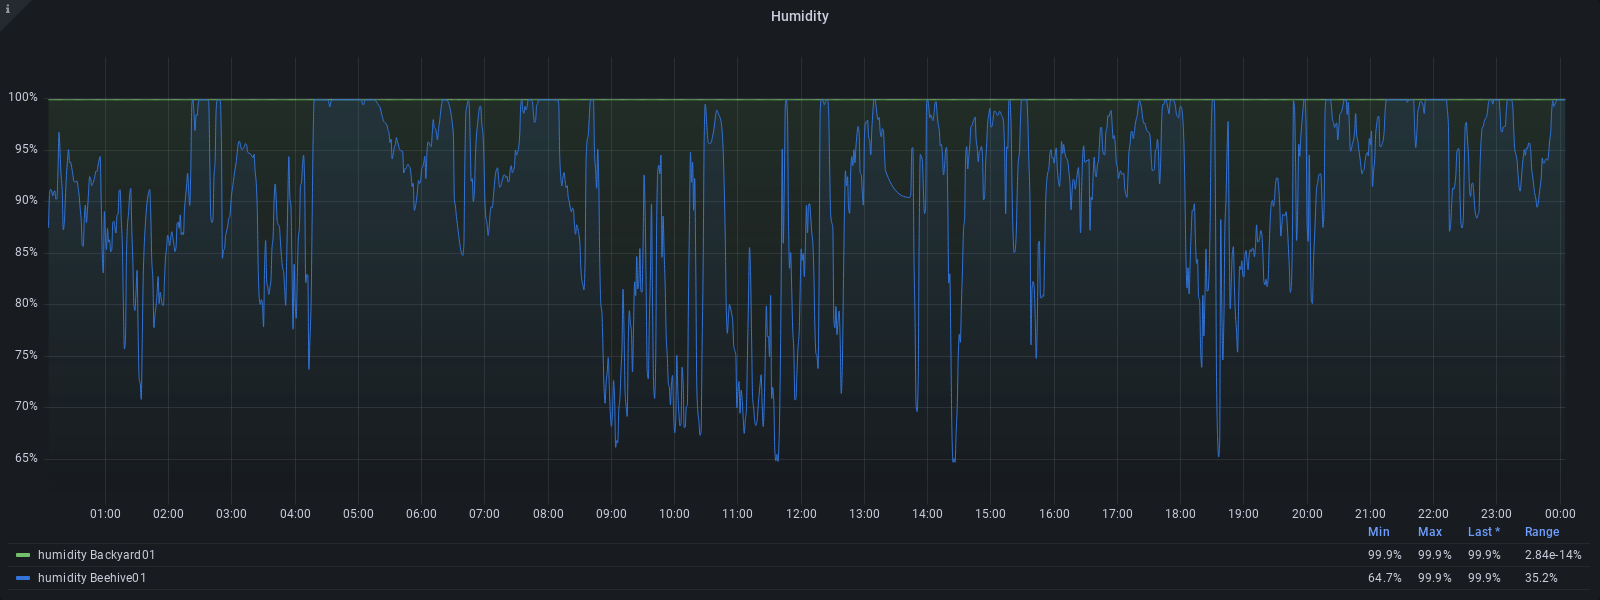 i
Humidity
100%
95%
90%
85%
80%
75%
70%
65%
01:00 02:00 03:00 04:00 05:00 06:00 07:00 08:00 09:00 10:00 11:00 12:00 13:00 14:00 15:00 16:00 17:00 18:00 19:00 20:00 21:00 22:00 23:00 00:00
Min Max Last * Range
humidity Backyard01 99.9% 99.9% 99.9% 2.84e-14%
humidity Beehive01 64.7% 99.9% 99.9% 35.2%